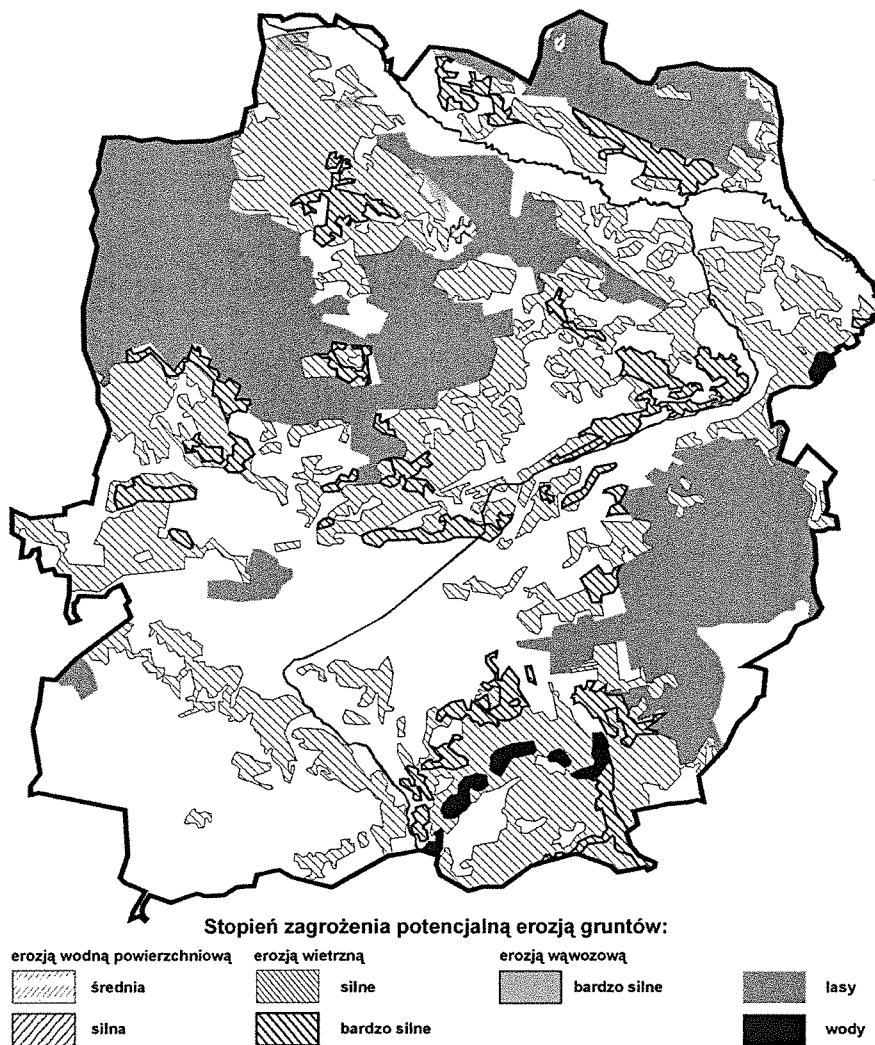 Stopień zagrożenia potencjalną erozją gruntów:
erozją wodną powierzchniową erozją wietrzną erozją wąwozową
średnia silne bardzo silne lasy
silna bardzo silne wody